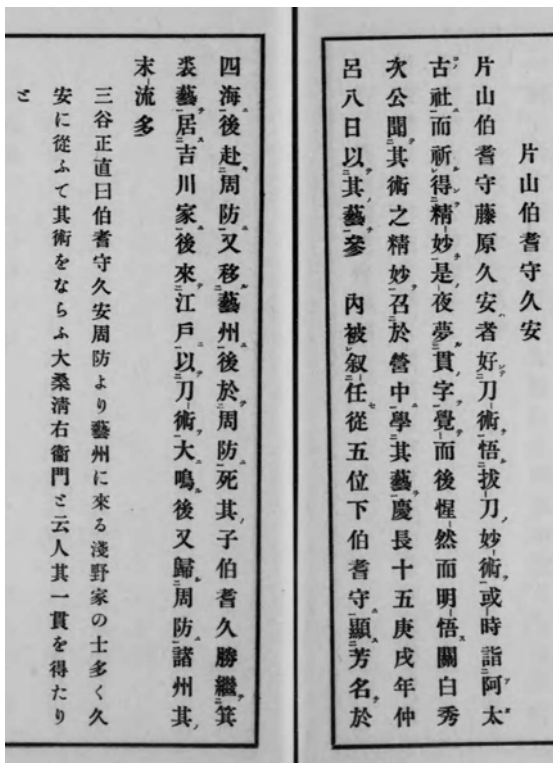 片山伯耆守久安
片山伯耆守藤原久安者好刀術悟拔刀妙術或時詣阿太
古社而祈得精妙是夜夢貫字覺而後惺然而明悟關白秀
次公聞其術之精妙召於營中學其藝慶長十五庚戌年仲
呂八日以其藝參　內被叙任從五位下伯耆守顯芳名於
四海後赴周防又移藝州後於周防死其子伯耆久勝繼箕
裘藝居吉川家後來江戶以刀術大鳴後又歸周防諸州其
末流多
三谷正直曰伯耆守久安周防より藝州に來る淺野家の士多く久
安に從ふて其術をならふ大桑淸右衞門と云人其一貫を得たり
と